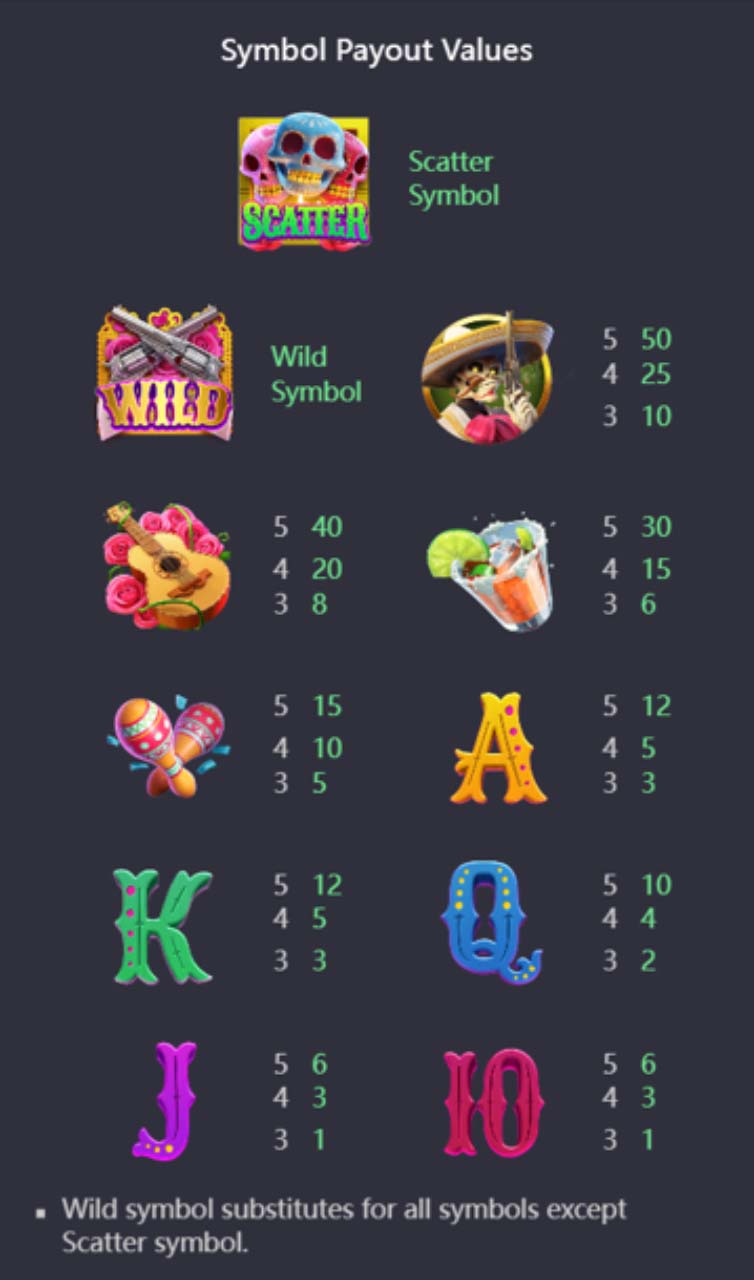 Symbol Payout Values
SCATTER
Scatter
Symbol
WILD
Wild
Symbol
5 50
4 25
3 10
5 40
4 20
3 8
5 30
4 15
3 6
5 15
4 10
3 5
A
5 12
4 5
3 3
K
5 12
4 5
3 3
Q
5 10
4 4
3 2
J
5 6
4 3
3 1
10
5 6
4 3
3 1
▪ Wild symbol substitutes for all symbols except
Scatter symbol.